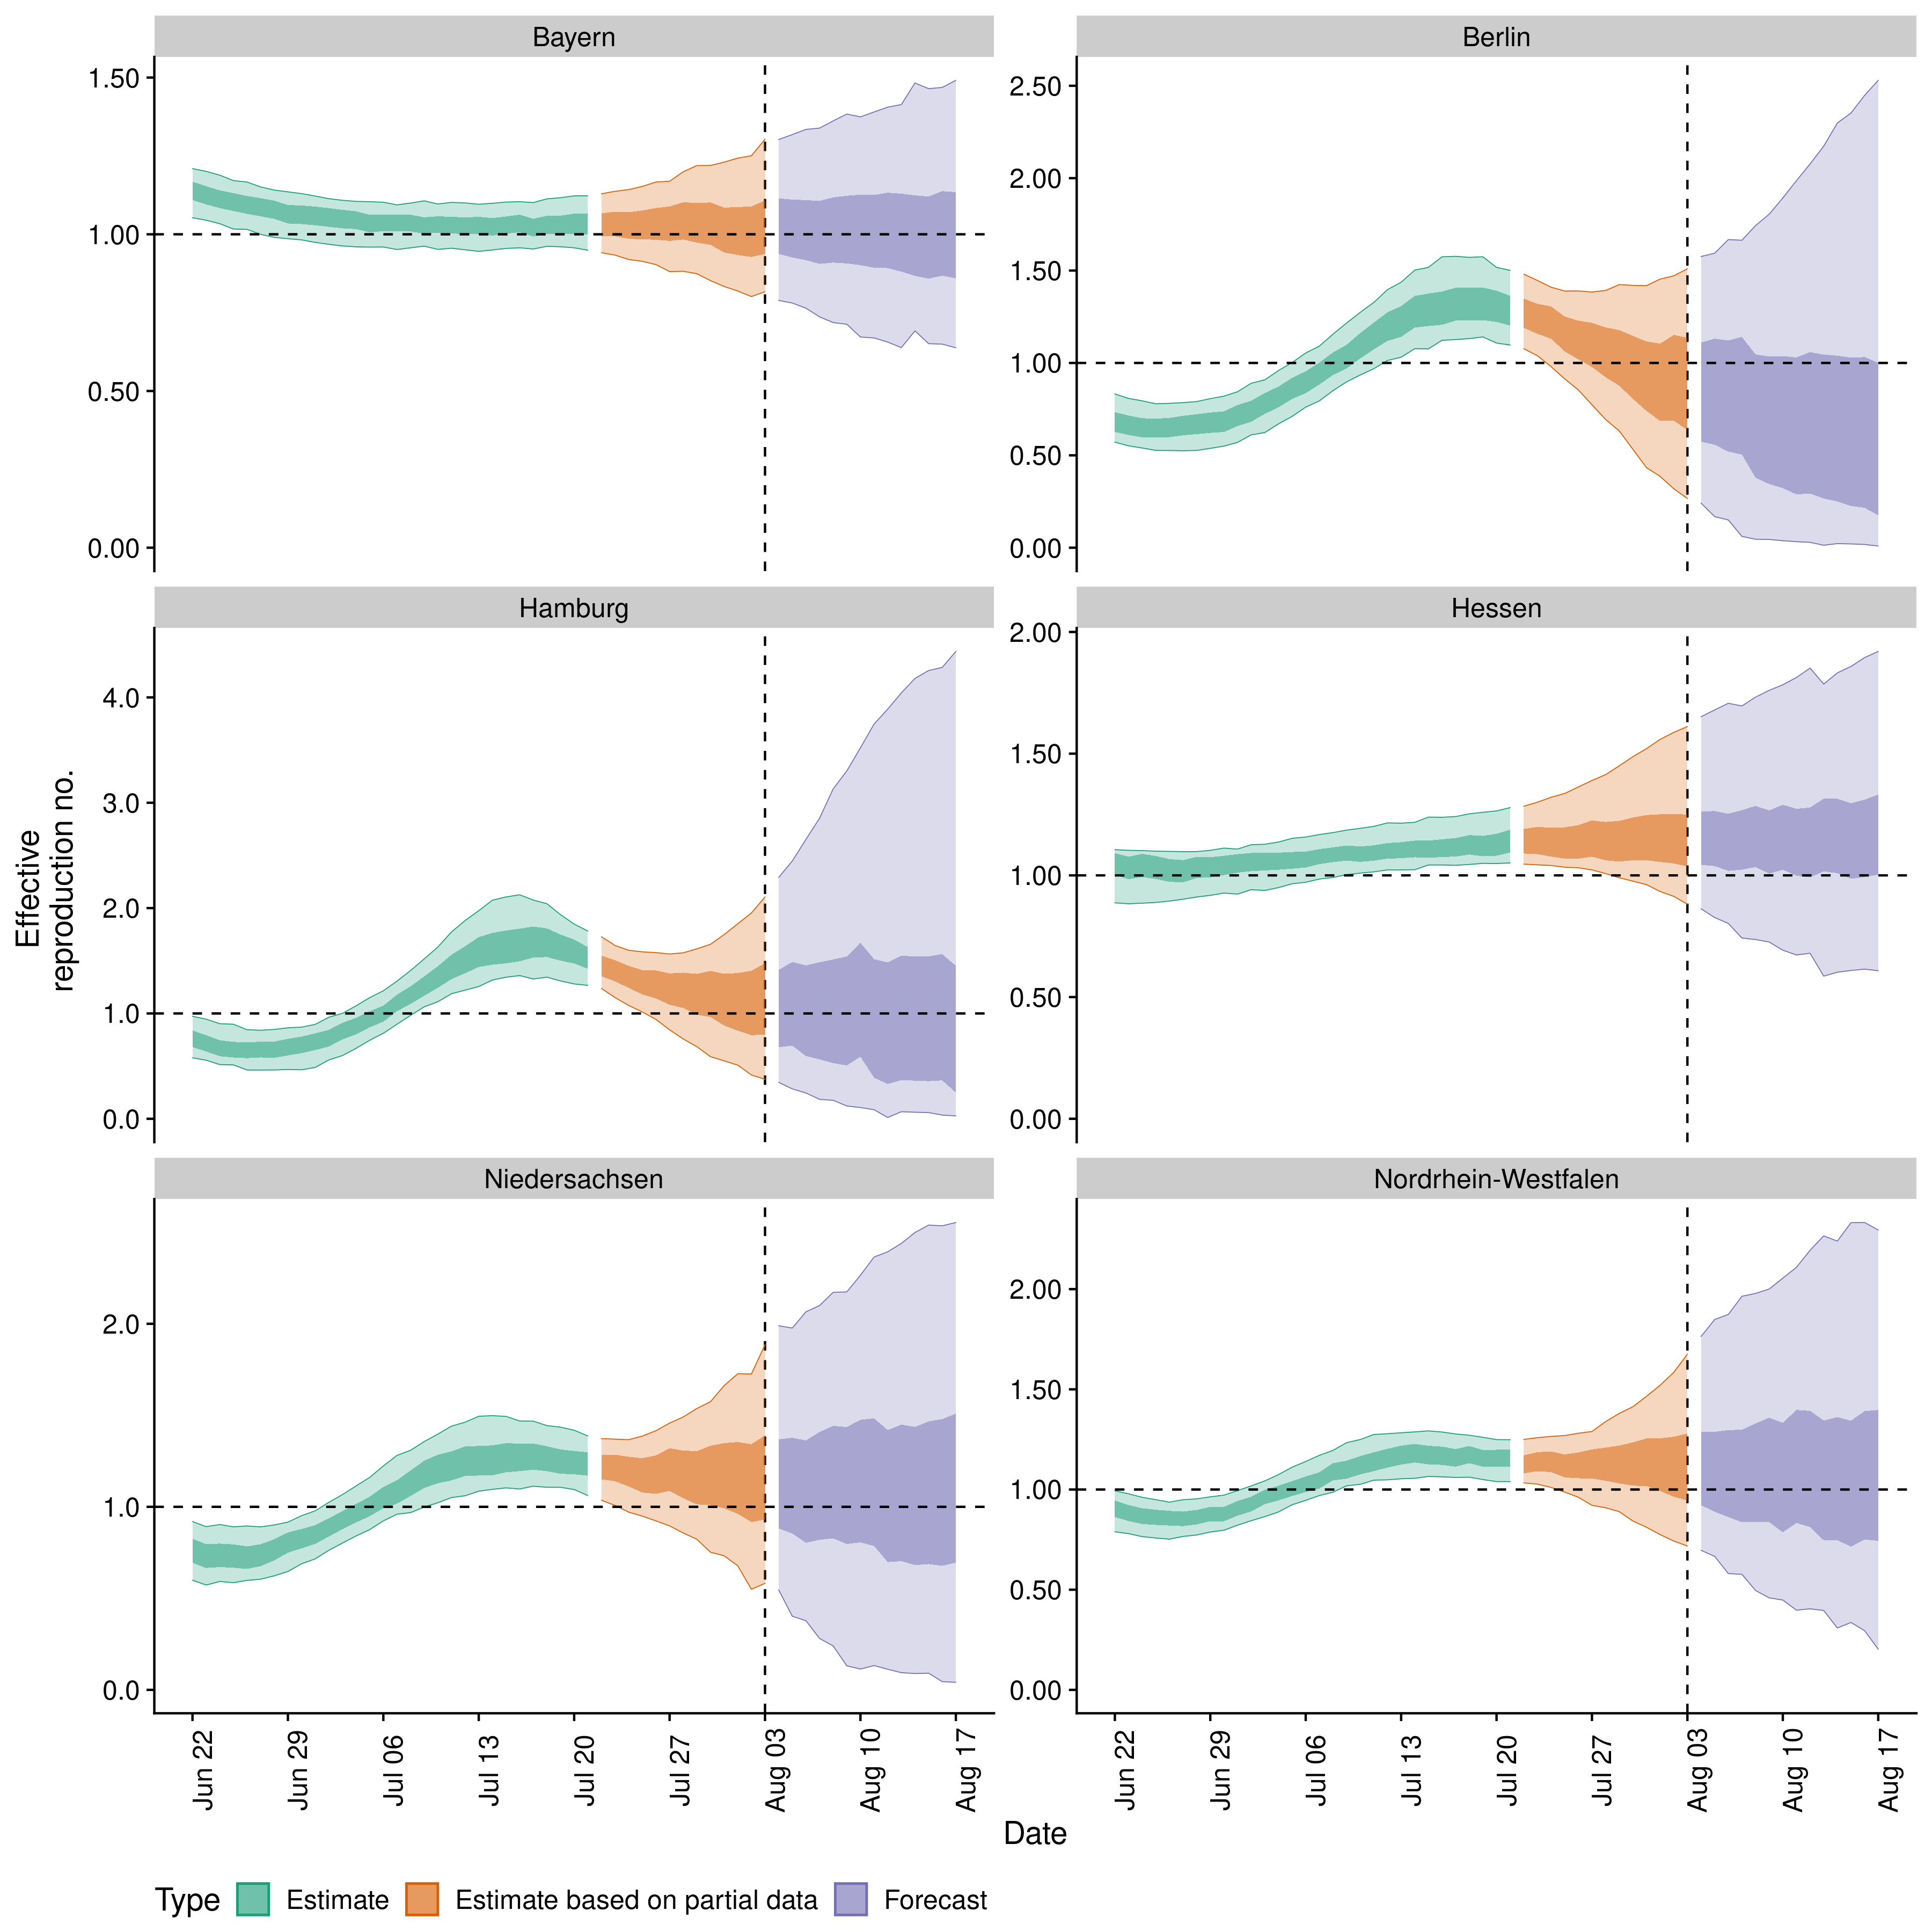 Bayern
Berlin
1.50
1.00
0.50
0.00
2.50
2.00
1.50
1.00
0.50
0.00
Hamburg
Hessen
4.0
3.0
2.0
1.0
0.0
2.00
1.50
1.00
0.50
0.00
Effective
reproduction no.
Niedersachsen
Nordrhein-Westfalen
2.0
1.0
0.0
2.00
1.50
1.00
0.50
0.00
Jun 22
Jun 29
Jul 06
Jul 13
Jul 20
Jul 27
Aug 03
Aug 10
Aug 17
Jun 22
Jun 29
Jul 06
Jul 13
Jul 20
Jul 27
Aug 03
Aug 10
Aug 17
Date
Type Estimate Estimate based on partial data Forecast